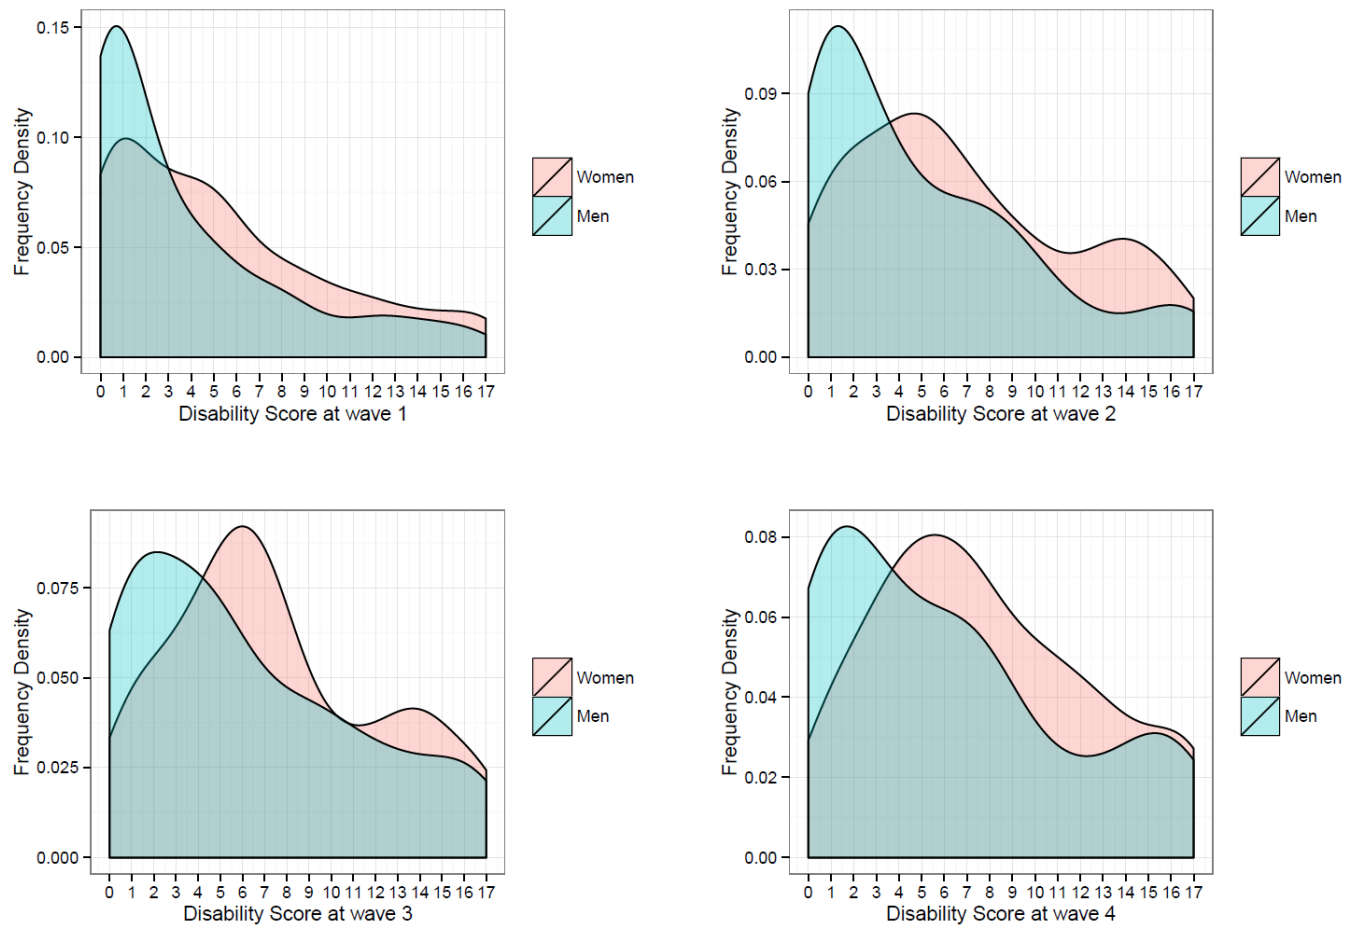 0.15
0.10
0.05
0.00
Frequency Density
0 1 2 3 4 5 6 7 8 9 10 11 12 13 14 15 16 17
Disability Score at wave 1
Women
Men
0.09
0.06
0.03
0.00
Frequency Density
0 1 2 3 4 5 6 7 8 9 10 11 12 13 14 15 16 17
Disability Score at wave 2
Women
Men
0.075
0.050
0.025
0.000
Frequency Density
0 1 2 3 4 5 6 7 8 9 10 11 12 13 14 15 16 17
Disability Score at wave 3
Women
Men
0.08
0.06
0.04
0.02
0.00
Frequency Density
0 1 2 3 4 5 6 7 8 9 10 11 12 13 14 15 16 17
Disability Score at wave 4
Women
Men